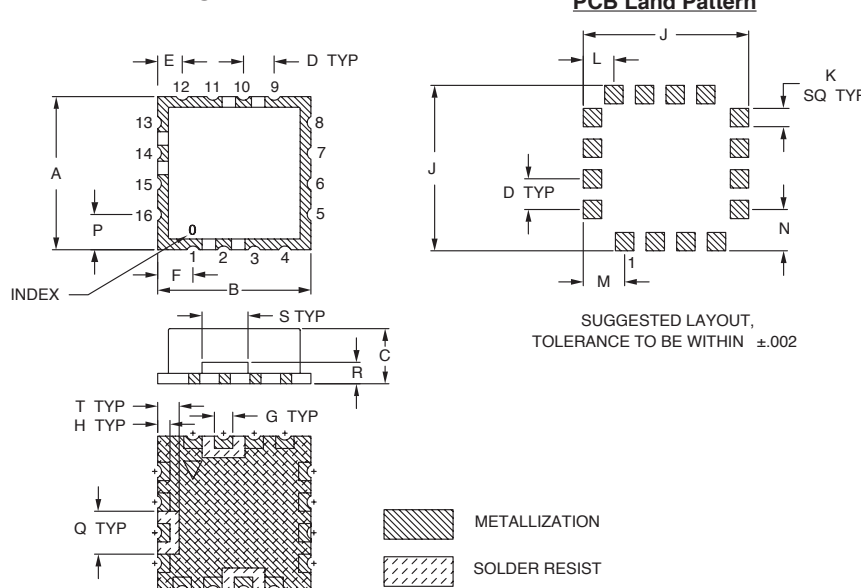 PCB Land Pattern
E
D TYP
12 11 10 9
13
14
15
16
8
7
6
5
A
P
0
1 2 3 4
F
B
INDEX
S TYP
C
R
T TYP
H TYP
G TYP
Q TYP
J
L
K
SQ TYP
J
D TYP
N
1
M
SUGGESTED LAYOUT,
TOLERANCE TO BE WITHIN ±.002
METALLIZATION
SOLDER RESIST